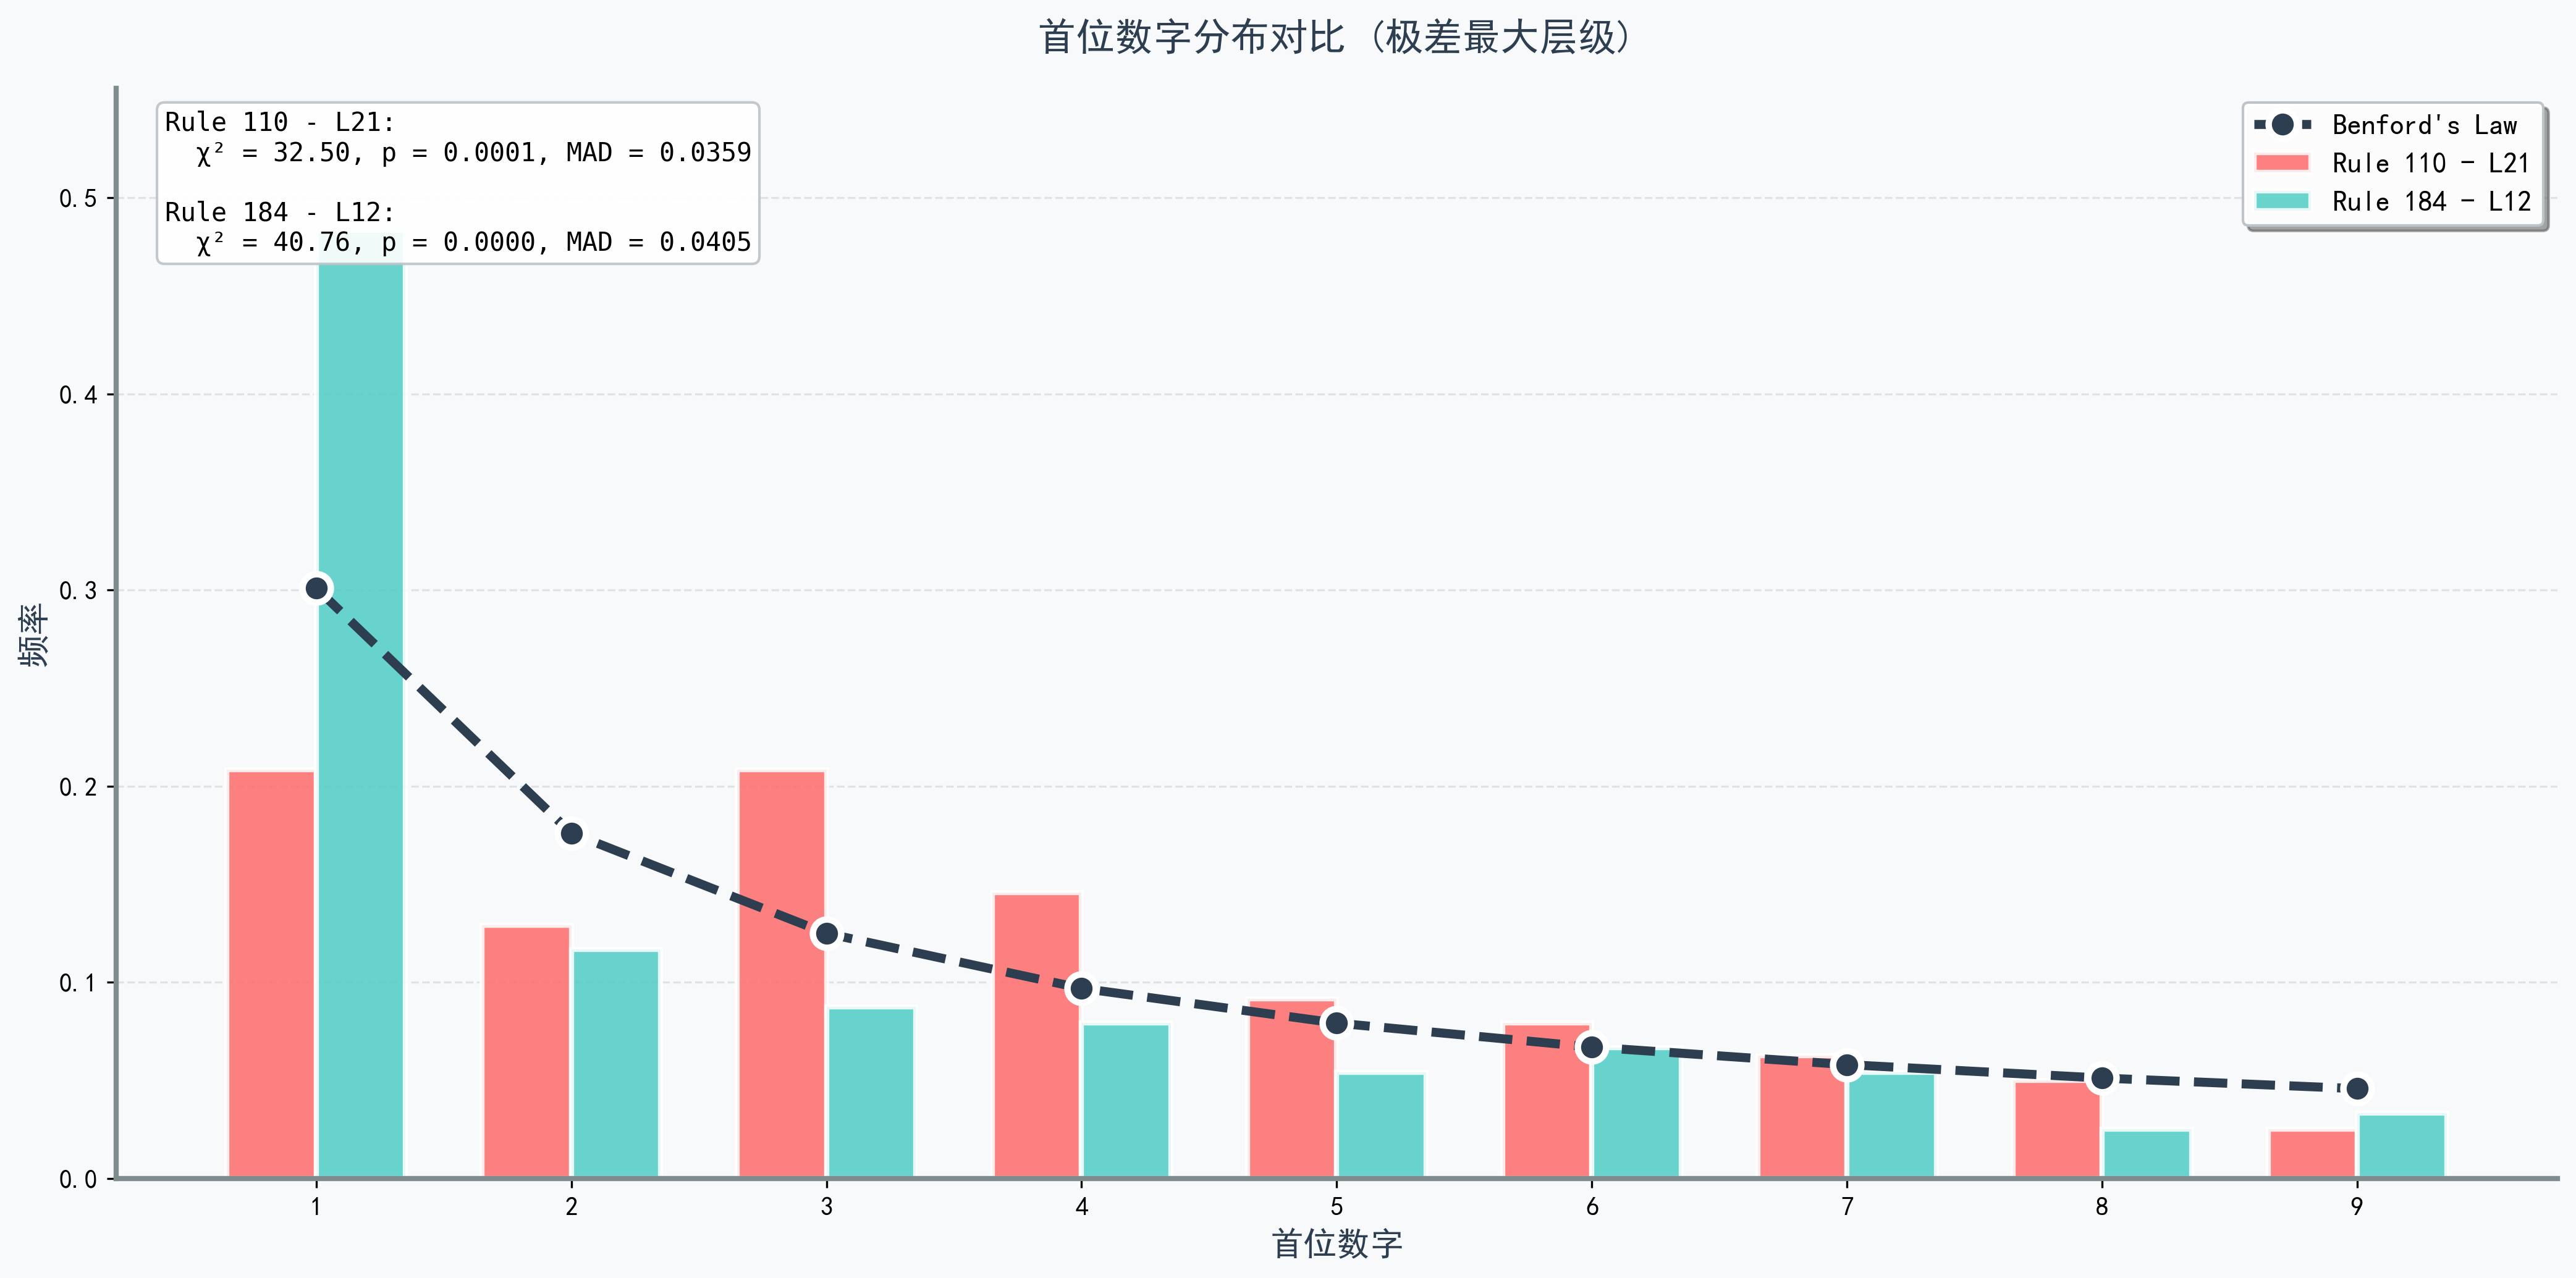 首位数字分布对比 (极差最大层级)
Rule 110 - L21:
χ² = 32.50, p = 0.0001, MAD = 0.0359
Rule 184 - L12:
χ² = 40.76, p = 0.0000, MAD = 0.0405
Benford's Law
Rule 110 - L21
Rule 184 - L12
频率
0.5
0.4
0.3
0.2
0.1
0.0
1 2 3 4 5 6 7 8 9
首位数字